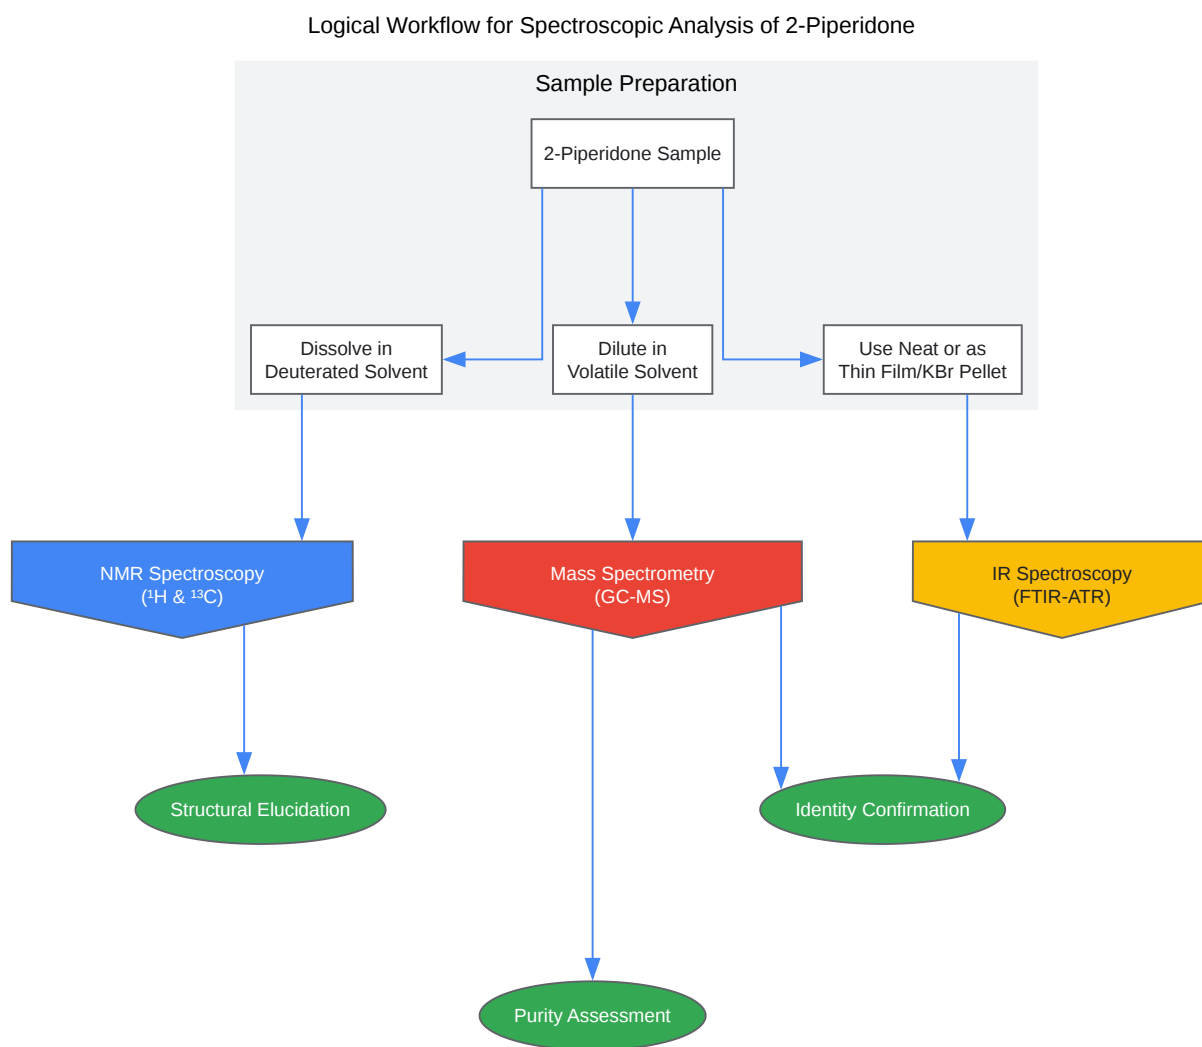 Logical Workflow for Spectroscopic Analysis of 2-Piperidone
Sample Preparation
2-Piperidone Sample
Dissolve in
Deuterated Solvent
Dilute in
Volatile Solvent
Use Neat or as
Thin Film/KBr Pellet
NMR Spectroscopy
(¹H & ¹³C)
Mass Spectrometry
(GC-MS)
IR Spectroscopy
(FTIR-ATR)
Structural Elucidation
Identity Confirmation
Purity Assessment